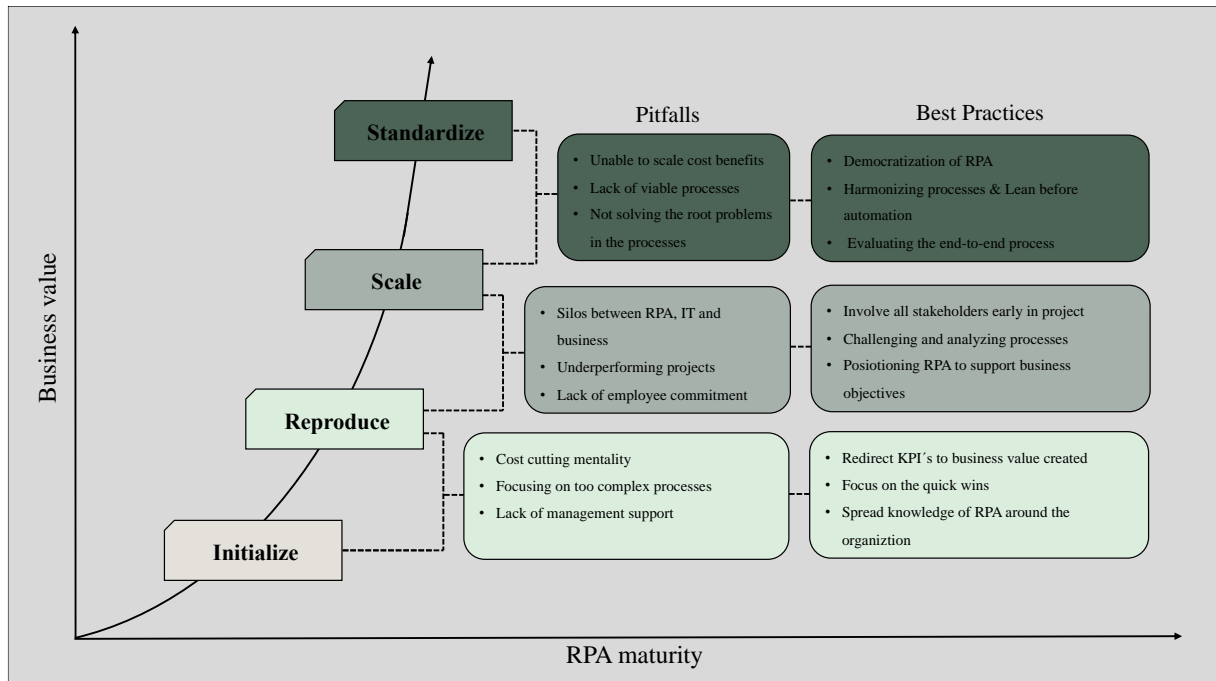 Pitfalls
Best Practices
Standardize
• Unable to scale cost benefits
• Lack of viable processes
• Not solving the root problems
in the processes
• Democratization of RPA
• Harmonizing processes & Lean before
automation
• Evaluating the end-to-end process
Scale
• Silos between RPA, IT and
business
• Underperforming projects
• Lack of employee commitment
• Involve all stakeholders early in project
• Challenging and analyzing processes
• Posiotioning RPA to support business
objectives
Reproduce
• Cost cutting mentality
• Focusing on too complex processes
• Lack of management support
• Redirect KPI´s to business value created
• Focus on the quick wins
• Spread knowledge of RPA around the
organiztion
Initialize
Business value
RPA maturity